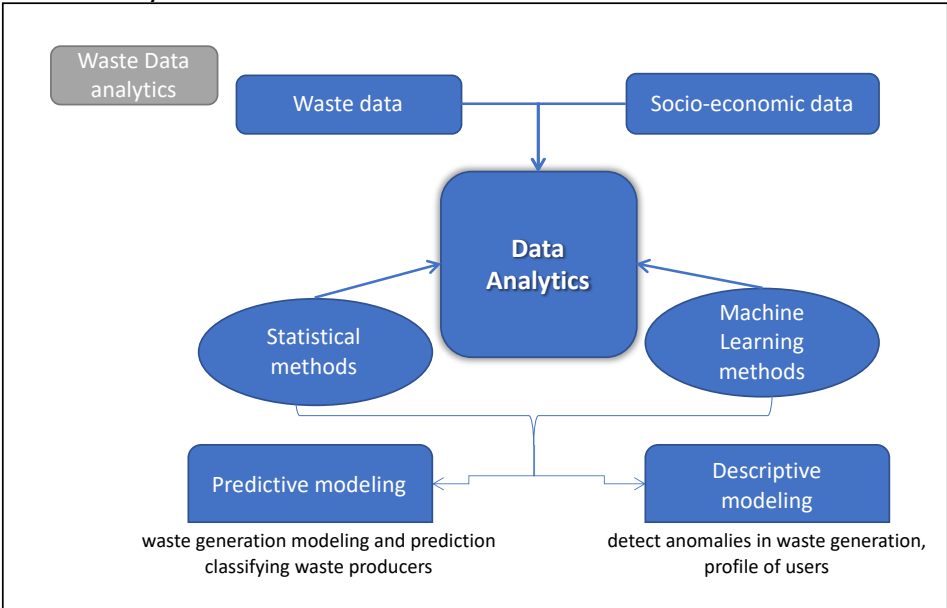 Waste Data
analytics
Waste data
Socio-economic data
Data
Analytics
Statistical
methods
Machine
Learning
methods
Predictive modeling
Descriptive
modeling
waste generation modeling and prediction
classifying waste producers
detect anomalies in waste generation,
profile of users